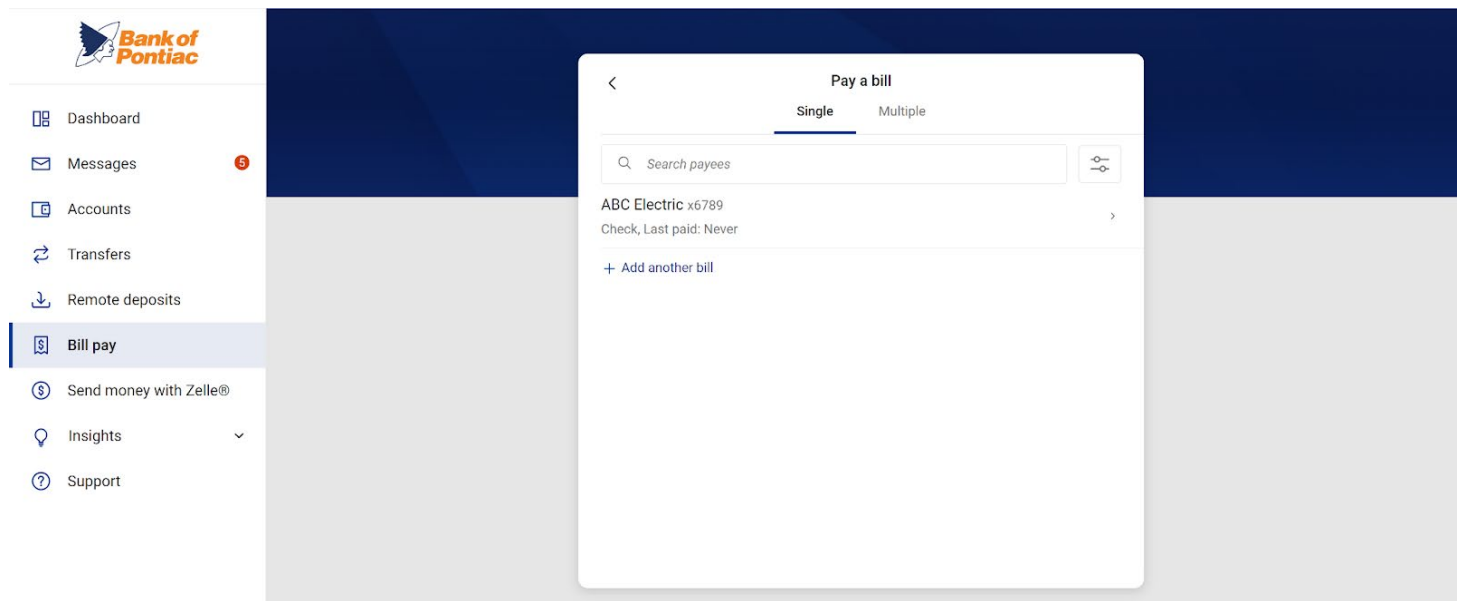 Bank of
Pontiac
Dashboard
Messages 5
Accounts
Transfers
Remote deposits
Bill pay
Send money with Zelle®
Insights
Support
Pay a bill
Single Multiple
Search payees
ABC Electric x6789
Check, Last paid: Never
+ Add another bill